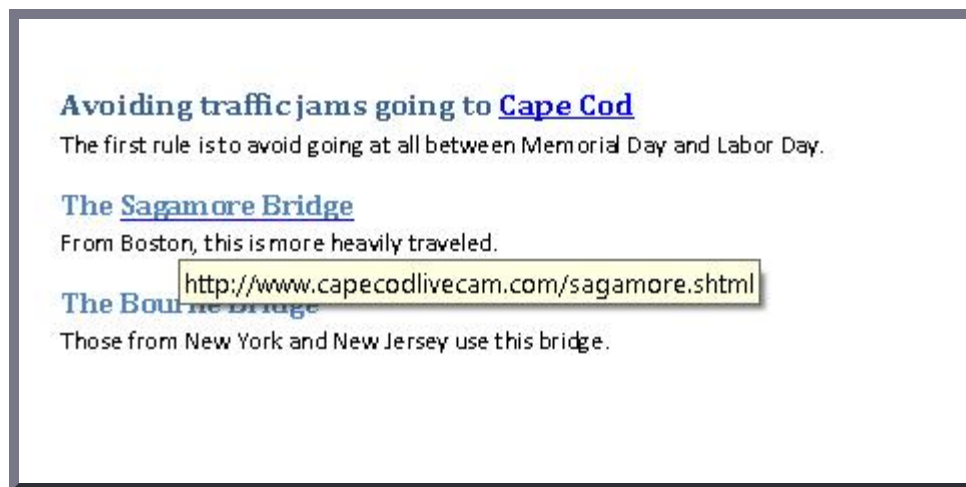 Avoiding traffic jams going to Cape Cod
The first rule is to avoid going at all between Memorial Day and Labor Day.
The Sagamore Bridge
From Boston, this is more heavily traveled.
http://www.capecodlivecam.com/sagamore.shtml
The Bourne Bridge
Those from New York and New Jersey use this bridge.